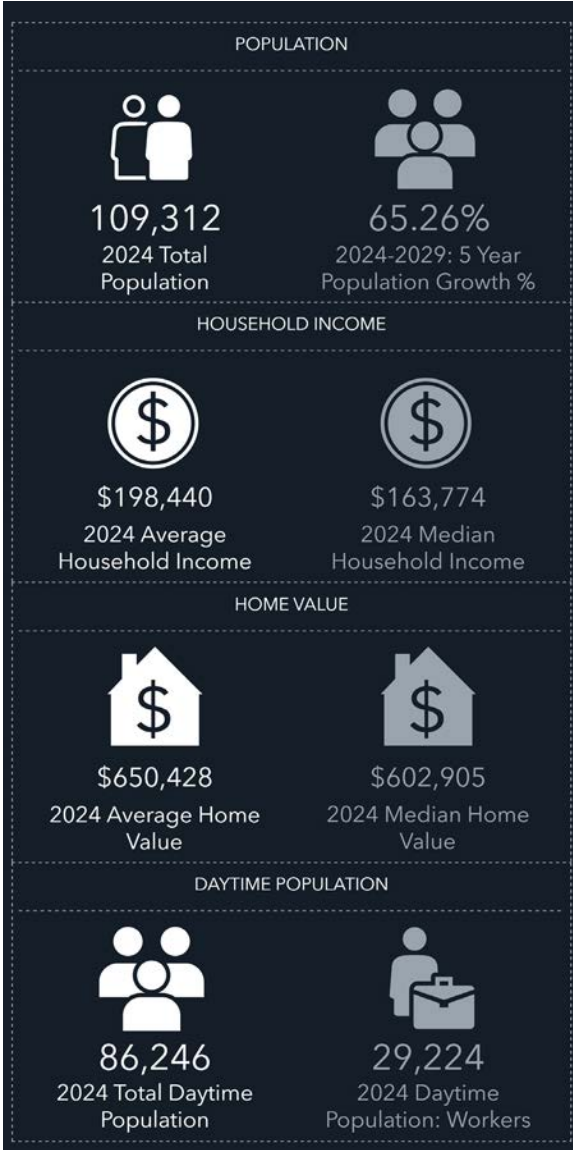 POPULATION
109,312
2024 Total
Population
65.26%
2024-2029: 5 Year
Population Growth %
HOUSEHOLD INCOME
$
$198,440
2024 Average
Household Income
$
$163,774
2024 Median
Household Income
HOME VALUE
$
$650,428
2024 Average Home
Value
$
$602,905
2024 Median Home
Value
DAYTIME POPULATION
86,246
2024 Total Daytime
Population
29,224
2024 Daytime
Population: Workers